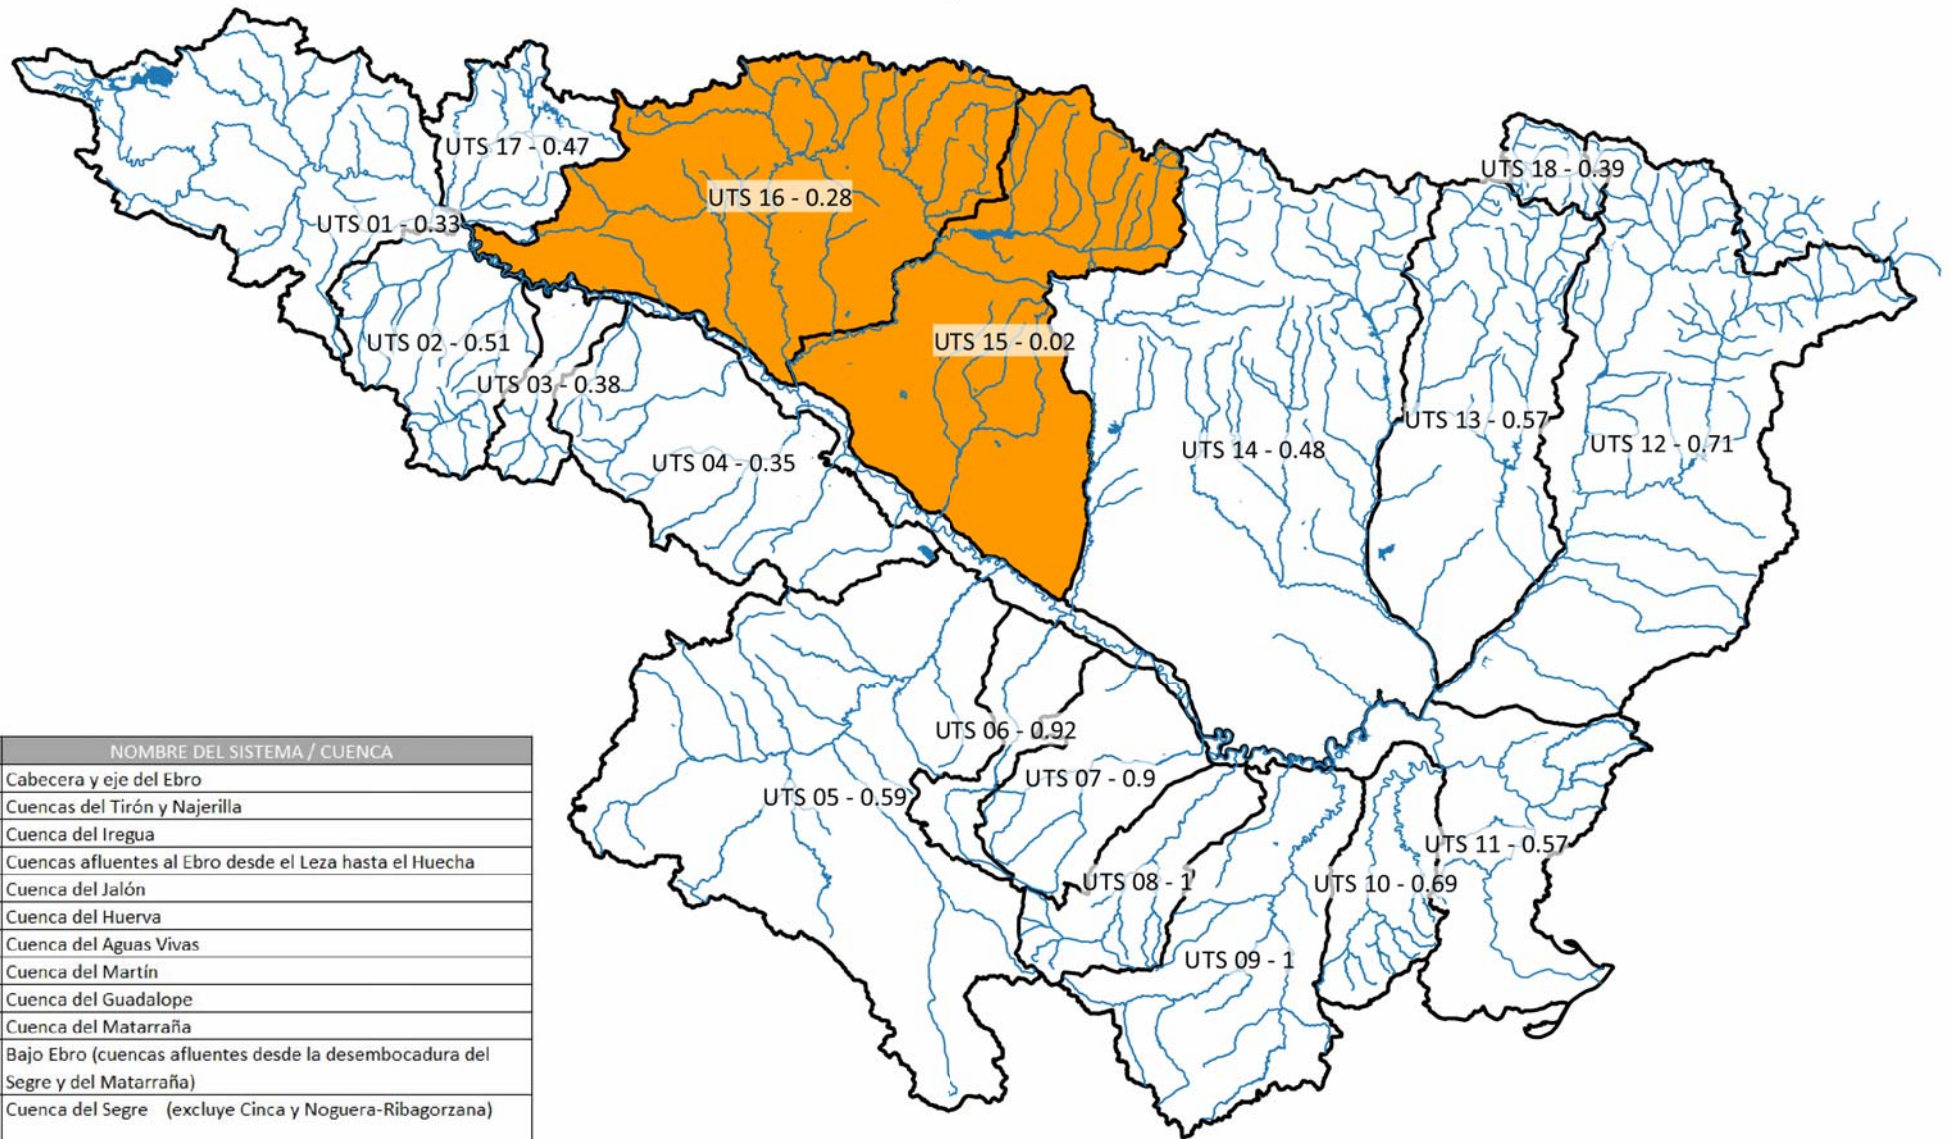 UTS 17 - 0.47
UTS 18 - 0.39
UTS 16 - 0.28
UTS 01 - 0.33
UTS 02 - 0.51
UTS 15 - 0.02
UTS 03 - 0.38
UTS 13 - 0.57
UTS 14 - 0.48
UTS 12 - 0.71
UTS 04 - 0.35
UTS 06 - 0.92
UTS 07 - 0.9
UTS 05 - 0.59
UTS 11 - 0.57
UTS 08 - 1
UTS 10 - 0.69
UTS 09 - 1
NOMBRE DEL SISTEMA / CUENCA
Cabecera y eje del Ebro
Cuencas del Tirón y Najerilla
Cuenca del Iregua
Cuencas afluentes al Ebro desde el Leza hasta el Huecha
Cuenca del Jalón
Cuenca del Huerva
Cuenca del Aguas Vivas
Cuenca del Martín
Cuenca del Guadalope
Cuenca del Matarraña
Bajo Ebro (cuencas afluentes desde la desembocadura del
Segre y del Matarraña)
Cuenca del Segre (excluye Cinca y Noguera-Ribagorzana)